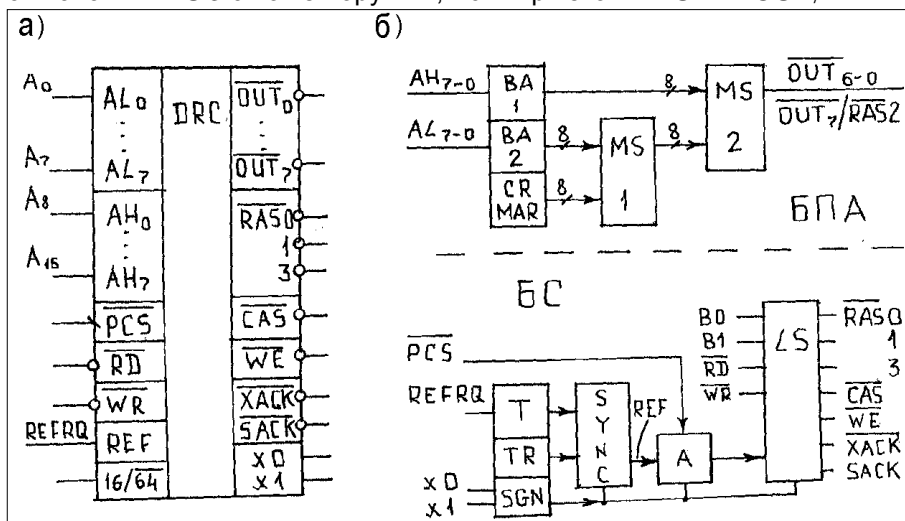 а)
A0
A7
A8
A15
REFRQ
AL0
⋮
AL7
AH0
⋮
AH7
PCS
RD
WR
REF
16/64
DRC
OUT0
⋮
OUT7
RAS0
1
3
CAS
WE
XACK
SACK
x0
x1
б)
AH7-0
AL7-0
BA
1
BA
2
CR
MAR
8
8
8
8
MS
1
MS
2
OUT6-0
OUT7/RAS2
БПА
БС
PCS
REFRQ
x0
x1
T
TR
SGN
SYNC
REF
A
B0
B1
RD
WR
LS
RAS0
1
3
CAS
WE
XACK
SACK